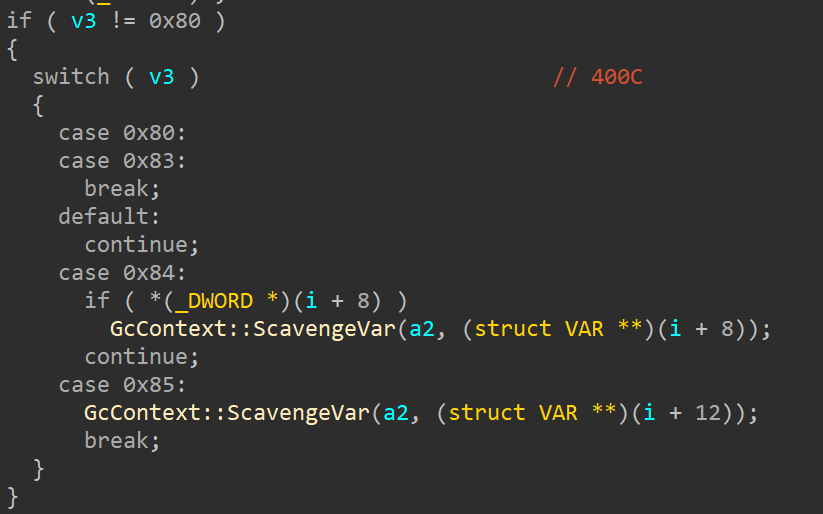 if ( v3 != 0x80 )
{
  switch ( v3 )                           // 400C
  {
    case 0x80:
    case 0x83:
      break;
    default:
      continue;
    case 0x84:
      if ( *(_DWORD *)(i + 8) )
        GcContext::ScavengeVar(a2, (struct VAR **)(i + 8));
      continue;
    case 0x85:
      GcContext::ScavengeVar(a2, (struct VAR **)(i + 12));
      break;
  }
}